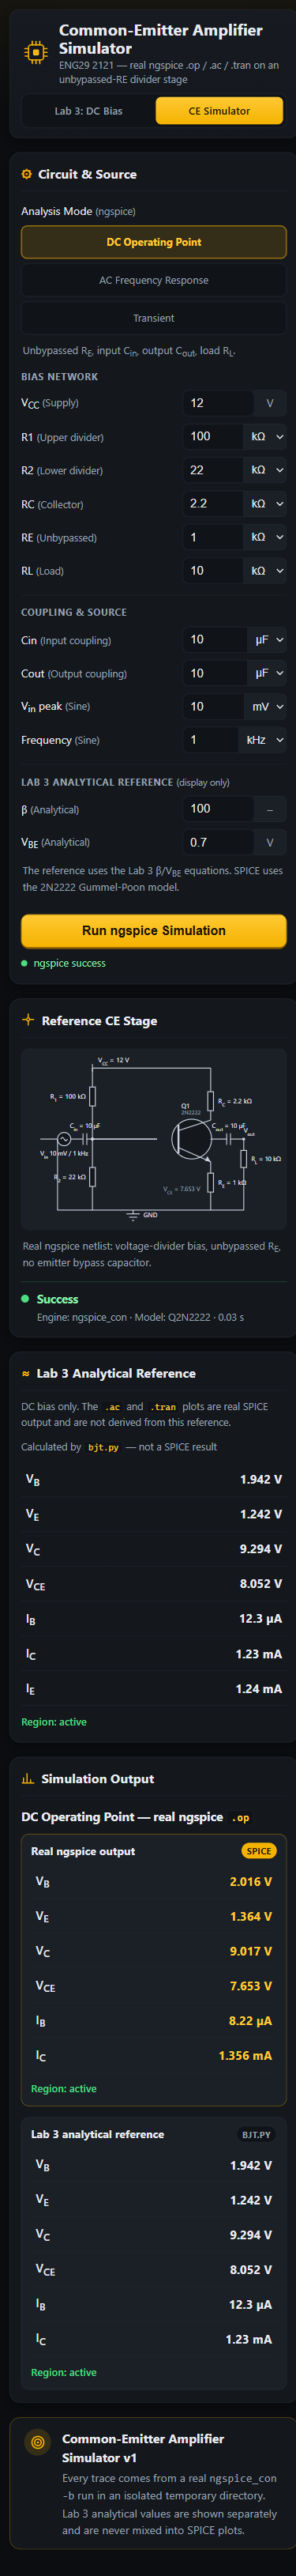 Common-Emitter Amplifier
Simulator
ENG29 2121 — real ngspice .op / .ac / .tran on an
unbypassed-RE divider stage
Lab 3: DC Bias
CE Simulator
Circuit & Source
Analysis Mode (ngspice)
DC Operating Point
AC Frequency Response
Transient
Unbypassed RE, input Cin, output Cout, load RL.
BIAS NETWORK
VCC (Supply) 12 V
R1 (Upper divider) 100 kΩ
R2 (Lower divider) 22 kΩ
RC (Collector) 2.2 kΩ
RE (Unbypassed) 1 kΩ
RL (Load) 10 kΩ
COUPLING & SOURCE
Cin (Input coupling) 10 µF
Cout (Output coupling) 10 µF
Vin peak (Sine) 10 mV
Frequency (Sine) 1 kHz
LAB 3 ANALYTICAL REFERENCE (display only)
β (Analytical) 100 –
VBE (Analytical) 0.7 V
The reference uses the Lab 3 β/VBE equations. SPICE uses
the 2N2222 Gummel-Poon model.
Run ngspice Simulation
ngspice success
Reference CE Stage
VCC = 12 V
R1 = 100 kΩ
RC = 2.2 kΩ
Q1
2N2222
Cin = 10 µF
Cout = 10 µF
Vout
Vin 10 mV / 1 kHz
RL = 10 kΩ
R2 = 22 kΩ
VCE = 7.653 V
RE = 1 kΩ
GND
Real ngspice netlist: voltage-divider bias, unbypassed RE,
no emitter bypass capacitor.
Success
Engine: ngspice_con · Model: Q2N2222 · 0.03 s
Lab 3 Analytical Reference
DC bias only. The .ac and .tran plots are real SPICE
output and are not derived from this reference.
Calculated by bjt.py — not a SPICE result
VB 1.942 V
VE 1.242 V
VC 9.294 V
VCE 8.052 V
IB 12.3 µA
IC 1.23 mA
IE 1.24 mA
Region: active
Simulation Output
DC Operating Point — real ngspice .op
Real ngspice output SPICE
VB 2.016 V
VE 1.364 V
VC 9.017 V
VCE 7.653 V
IB 8.22 µA
IC 1.356 mA
Region: active
Lab 3 analytical reference BJT.PY
VB 1.942 V
VE 1.242 V
VC 9.294 V
VCE 8.052 V
IB 12.3 µA
IC 1.23 mA
Region: active
Common-Emitter Amplifier
Simulator v1
Every trace comes from a real ngspice_con
-b run in an isolated temporary directory.
Lab 3 analytical values are shown separately
and are never mixed into SPICE plots.